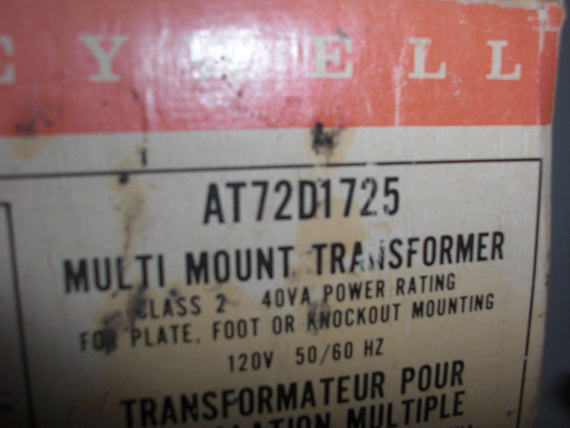 EYWELL
AT72D1725
MULTI MOUNT TRANSFORMER
CLASS 2 40VA POWER RATING
FOR PLATE, FOOT OR KNOCKOUT MOUNTING
120V 50/60 HZ
TRANSFORMATEUR POUR
MULTIPLE